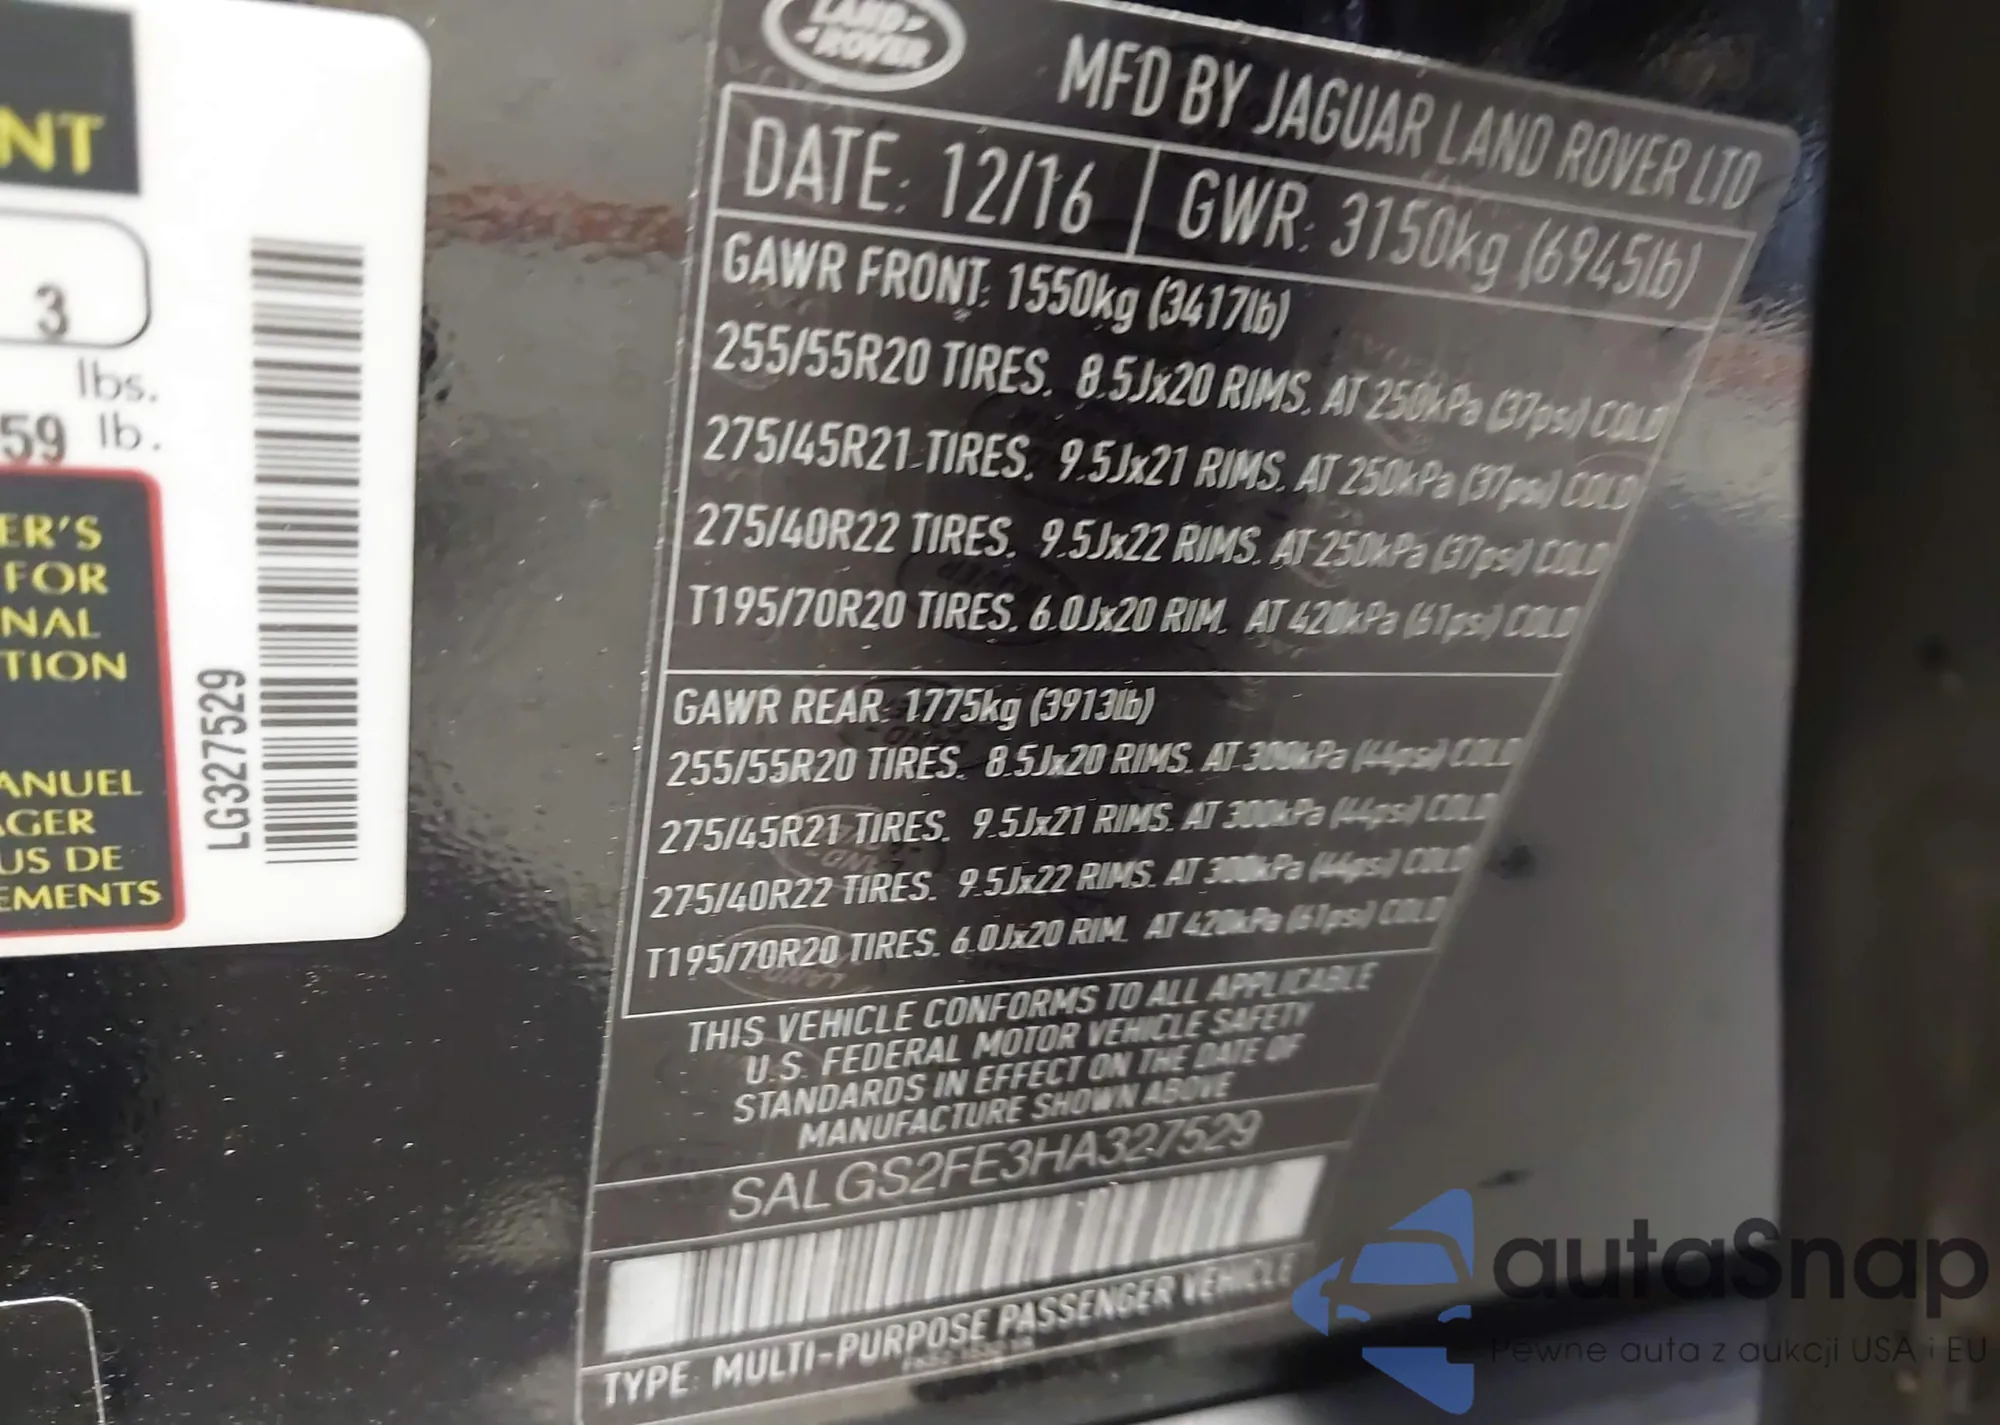 NT
3
lbs.
59 lb.
ER'S
FOR
NAL
TION
ANUEL
AGER
US DE
EMENTS
LG327529
LAND
ROVER
MFD BY JAGUAR LAND ROVER LTD
DATE: 12/16 GWR: 3150kg (6945lb)
GAWR FRONT: 1550kg (3417lb)
255/55R20 TIRES. 8.5Jx20 RIMS. AT 250kPa (37psi) COLD
275/45R21 TIRES. 9.5Jx21 RIMS. AT 250kPa (37psi) COLD
275/40R22 TIRES. 9.5Jx22 RIMS. AT 250kPa (37psi) COLD
T195/70R20 TIRES. 6.0Jx20 RIM. AT 420kPa (61psi) COLD
GAWR REAR: 1775kg (3913lb)
255/55R20 TIRES. 8.5Jx20 RIMS. AT 300kPa (44psi) COLD
275/45R21 TIRES. 9.5Jx21 RIMS. AT 300kPa (44psi) COLD
275/40R22 TIRES. 9.5Jx22 RIMS. AT 300kPa (44psi) COLD
T195/70R20 TIRES. 6.0Jx20 RIM. AT 420kPa (61psi) COLD
THIS VEHICLE CONFORMS TO ALL APPLICABLE
U.S. FEDERAL MOTOR VEHICLE SAFETY
STANDARDS IN EFFECT ON THE DATE OF
MANUFACTURE SHOWN ABOVE
SALGS2FE3HA327529
TYPE: MULTI-PURPOSE PASSENGER VEHICLE
autaSnap
Pewne auta z aukcji USA i EU